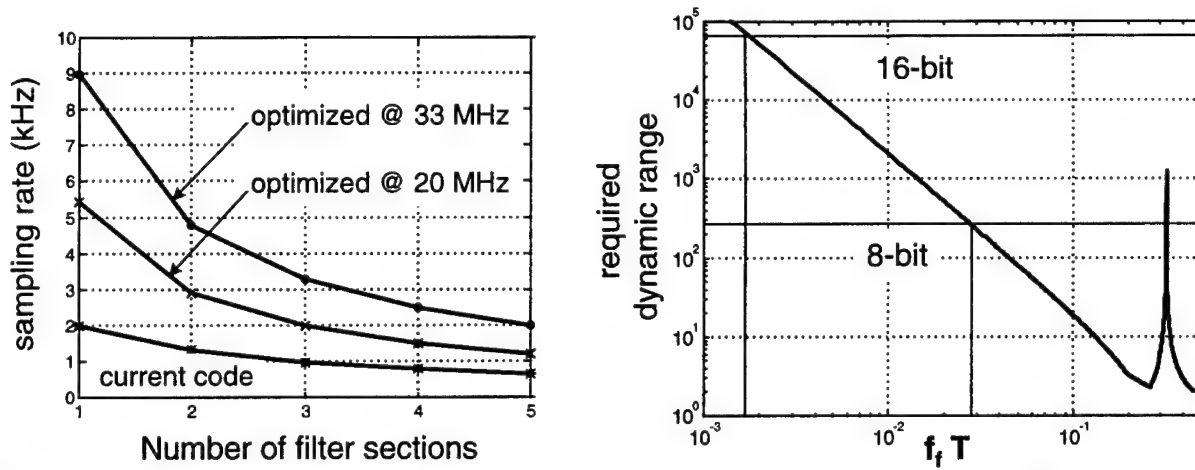 sampling rate (kHz)
10
9
8
7
6
5
4
3
2
1
0
optimized @ 33 MHz
optimized @ 20 MHz
current code
1 2 3 4 5
Number of filter sections
required
dynamic range
10^5
10^4
10^3
10^2
10^1
10^0
16-bit
8-bit
10^-3 10^-2 10^-1
f_f T